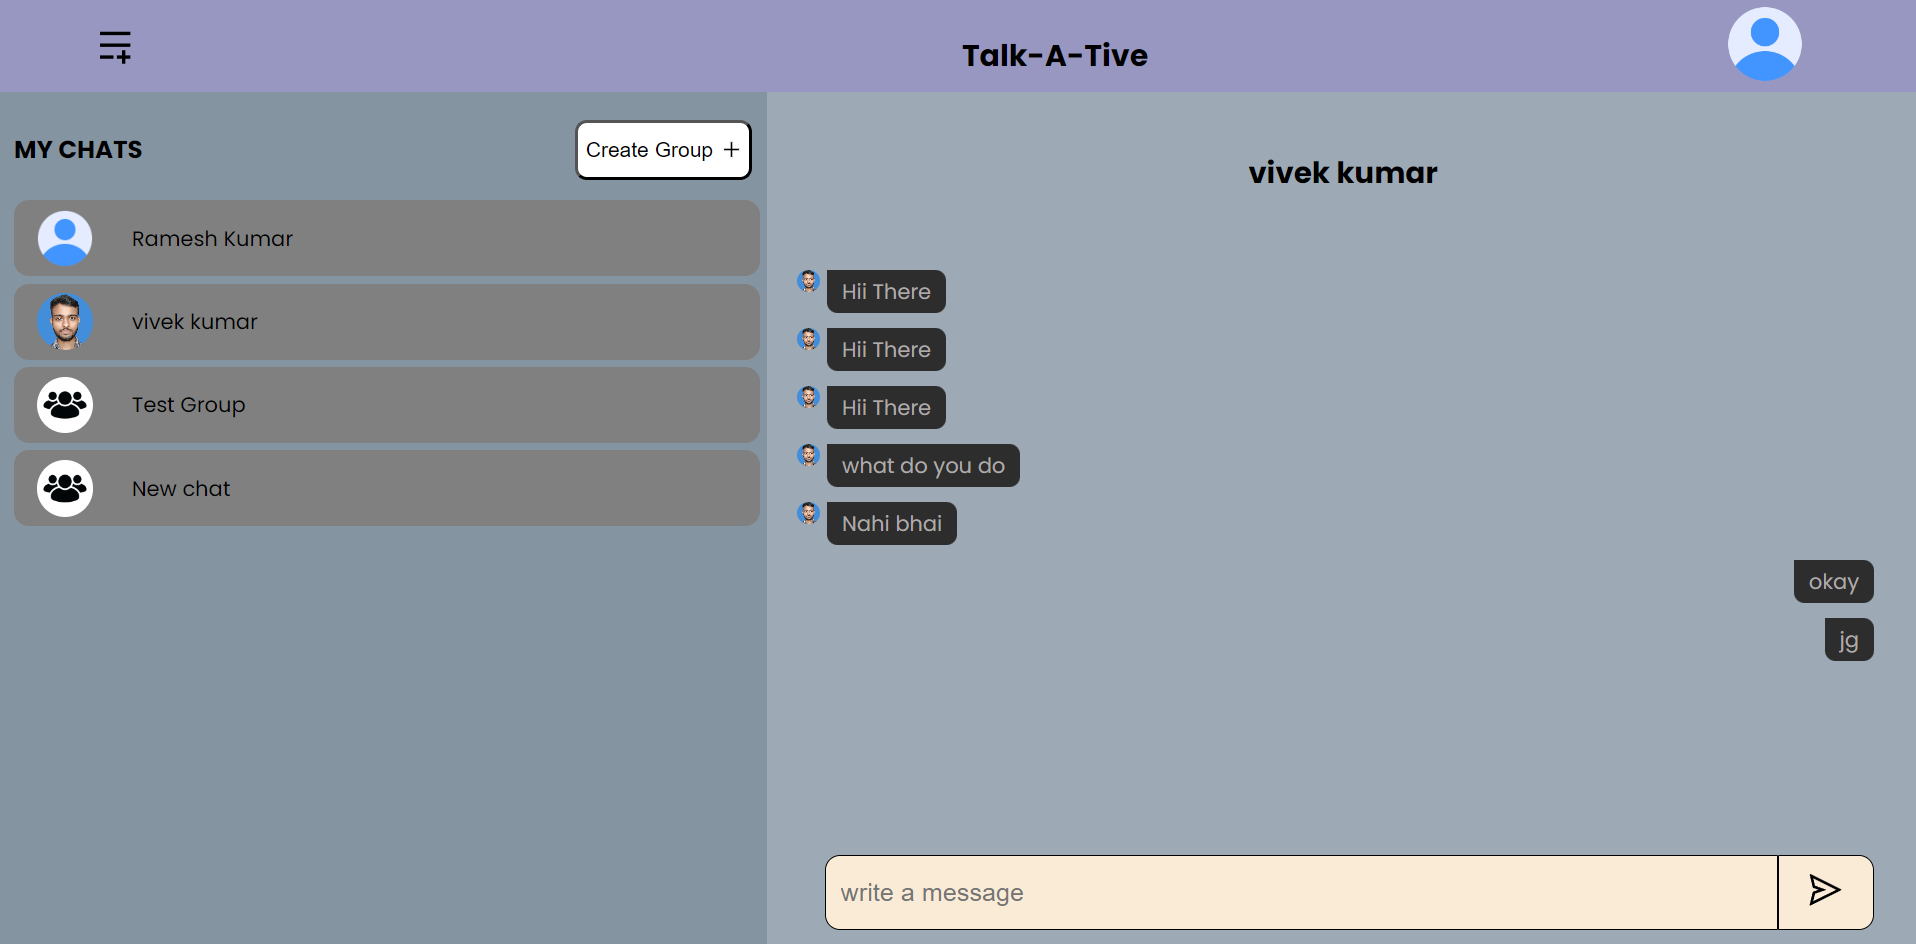 Talk-A-Tive
MY CHATS
Create Group +
Ramesh Kumar
vivek kumar
Test Group
New chat
vivek kumar
Hii There
Hii There
Hii There
what do you do
Nahi bhai
okay
jg
write a message